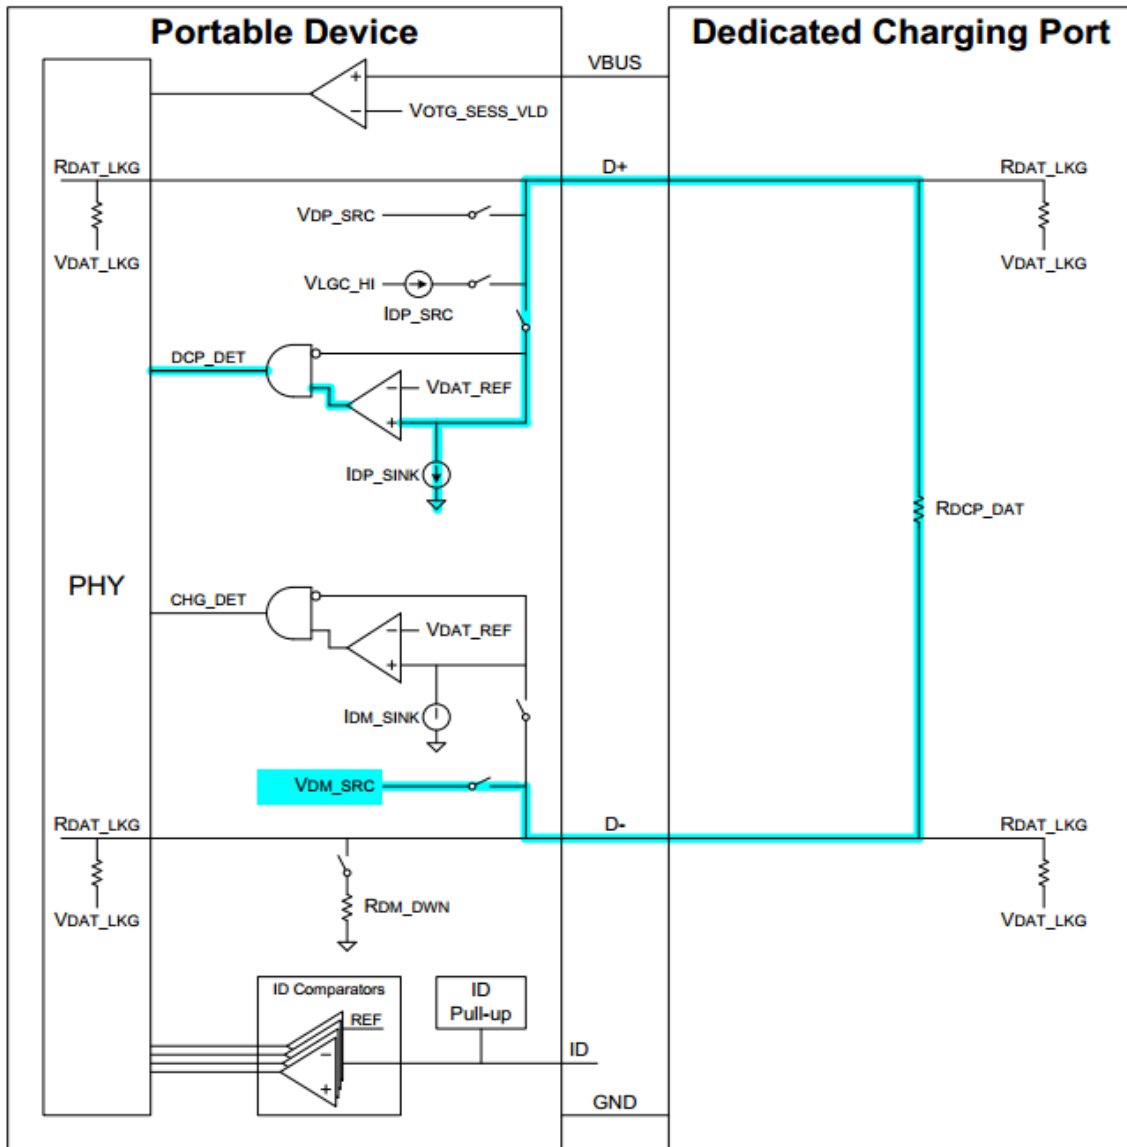 Portable Device
Dedicated Charging Port
VBUS
+
−
VOTG_SESS_VLD
RDAT_LKG
D+
RDAT_LKG
VDP_SRC
VDAT_LKG
VDAT_LKG
VLGC_HI
IDP_SRC
DCP_DET
−
VDAT_REF
+
IDP_SINK
RDCP_DAT
PHY
CHG_DET
−
VDAT_REF
+
IDM_SINK
VDM_SRC
RDAT_LKG
D-
RDAT_LKG
RDM_DWN
VDAT_LKG
VDAT_LKG
ID Comparators
REF
−
+
ID
Pull-up
ID
GND